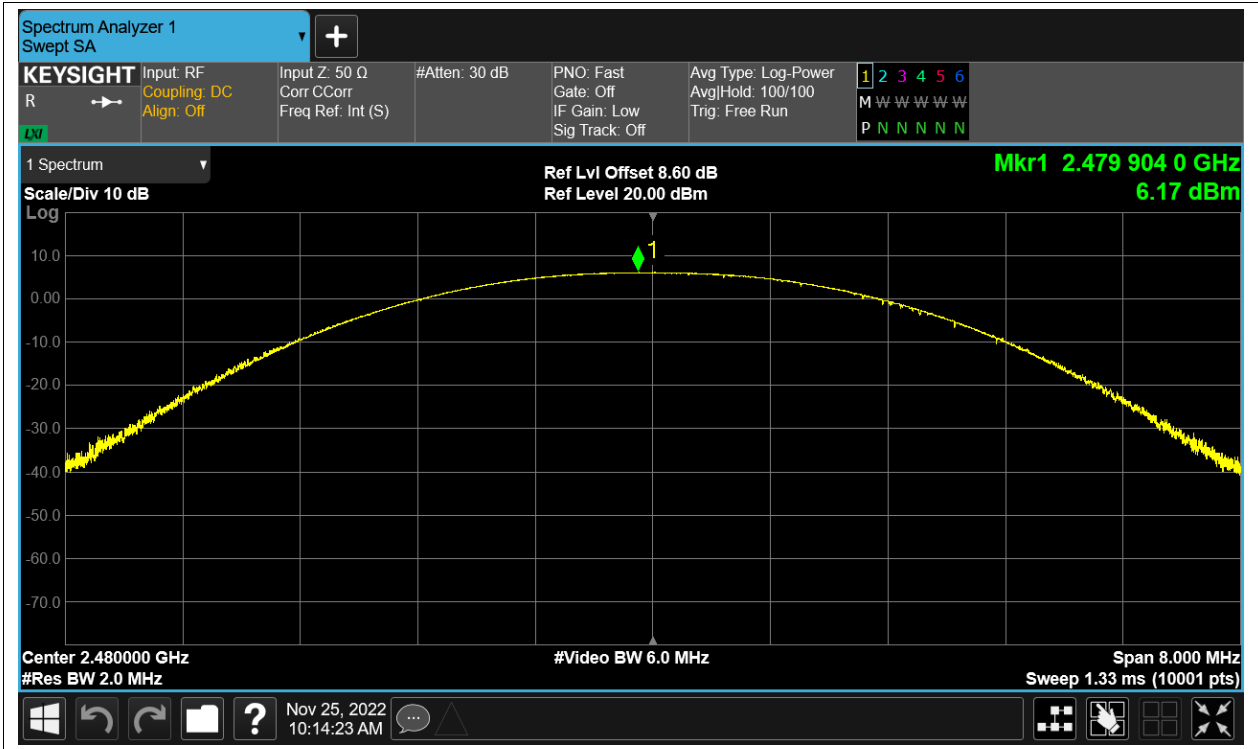 Spectrum Analyzer 1
Swept SA
KEYSIGHT
R
LXI
Input: RF
Coupling: DC
Align: Off
Input Z: 50 Ω
Corr CCorr
Freq Ref: Int (S)
#Atten: 30 dB
PNO: Fast
Gate: Off
IF Gain: Low
Sig Track: Off
Avg Type: Log-Power
Avg|Hold: 100/100
Trig: Free Run
1 2 3 4 5 6
M W W W W W
P N N N N N
1 Spectrum
Scale/Div 10 dB
Log
Ref Lvl Offset 8.60 dB
Ref Level 20.00 dBm
Mkr1 2.479 904 0 GHz
6.17 dBm
1
10.0
0.00
-10.0
-20.0
-30.0
-40.0
-50.0
-60.0
-70.0
Center 2.480000 GHz
#Res BW 2.0 MHz
#Video BW 6.0 MHz
Span 8.000 MHz
Sweep 1.33 ms (10001 pts)
?
Nov 25, 2022
10:14:23 AM